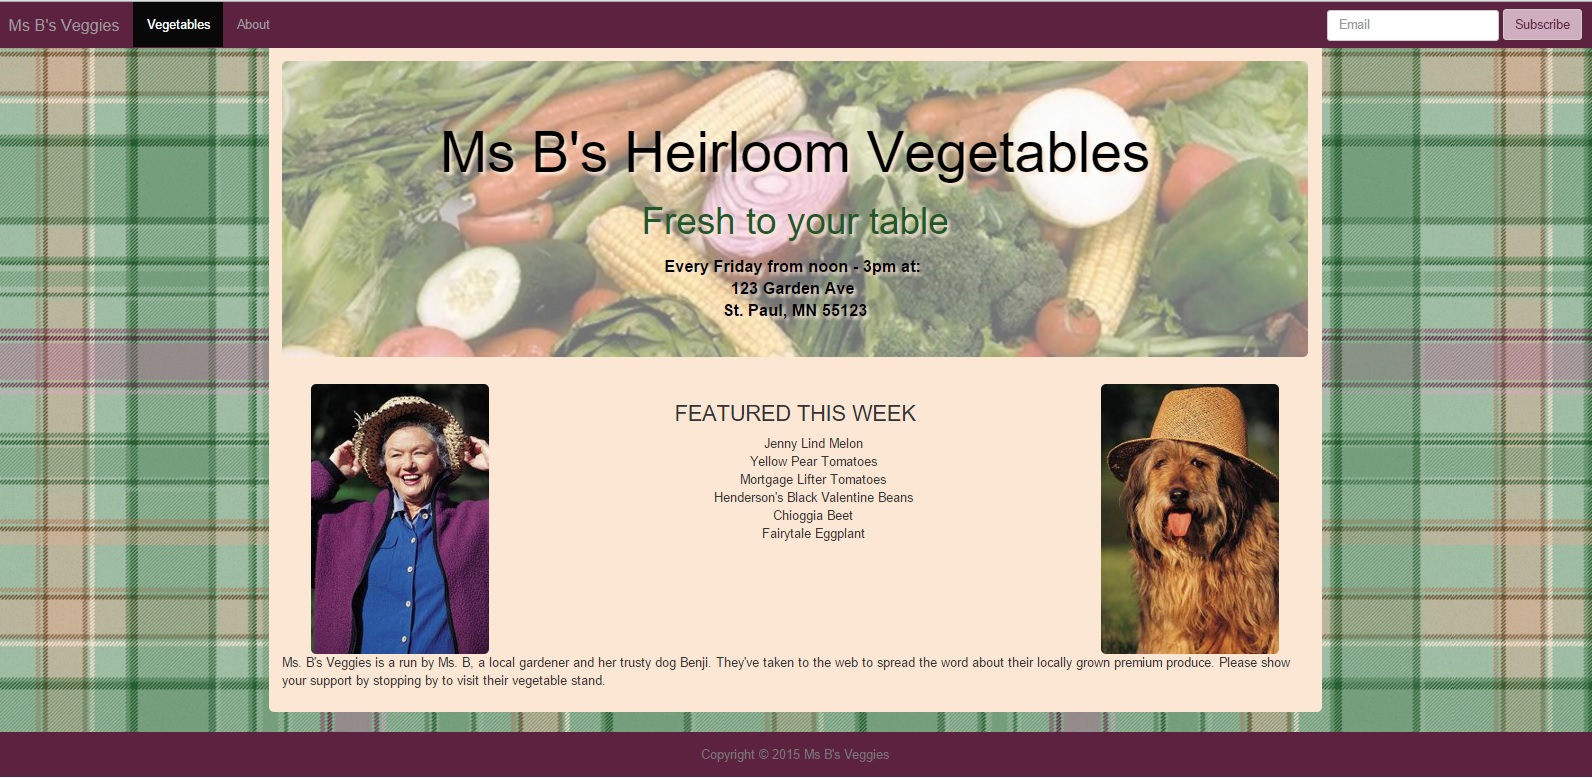 Ms B's Veggies Vegetables About Email Subscribe
Ms B's Heirloom Vegetables
Fresh to your table
Every Friday from noon - 3pm at:
123 Garden Ave
St. Paul, MN 55123
FEATURED THIS WEEK
Jenny Lind Melon
Yellow Pear Tomatoes
Mortgage Lifter Tomatoes
Henderson's Black Valentine Beans
Chioggia Beet
Fairytale Eggplant
Ms. B's Veggies is a run by Ms. B, a local gardener and her trusty dog Benji. They've taken to the web to spread the word about their locally grown premium produce. Please show
your support by stopping by to visit their vegetable stand.
Copyright © 2015 Ms B's Veggies